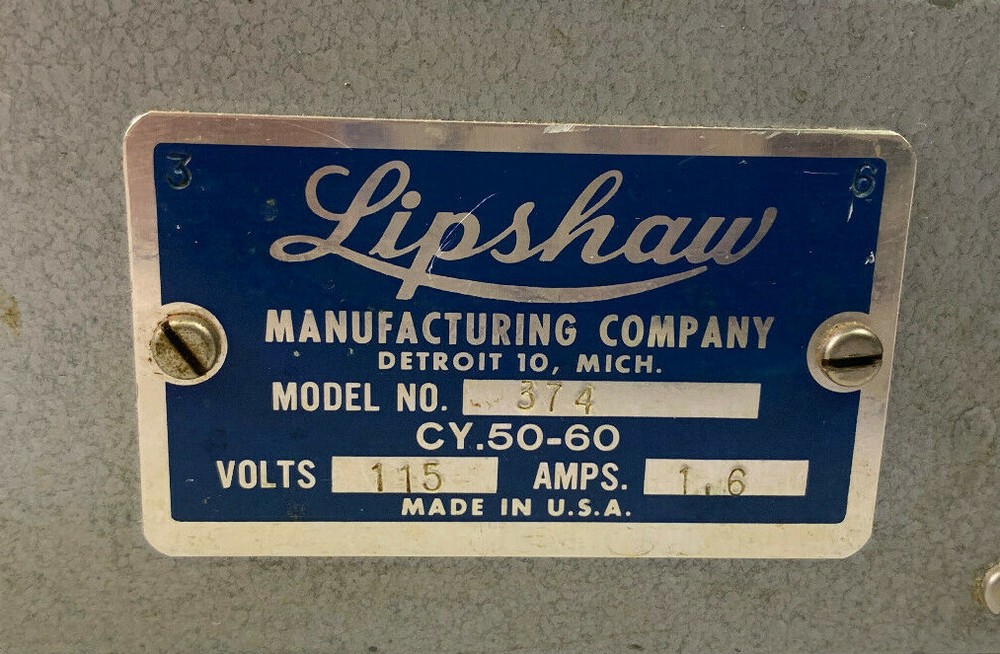 3 6
Lipshaw
MANUFACTURING COMPANY
DETROIT 10, MICH.
MODEL NO. 374
CY.50-60
VOLTS 115 AMPS. 1.6
MADE IN U.S.A.